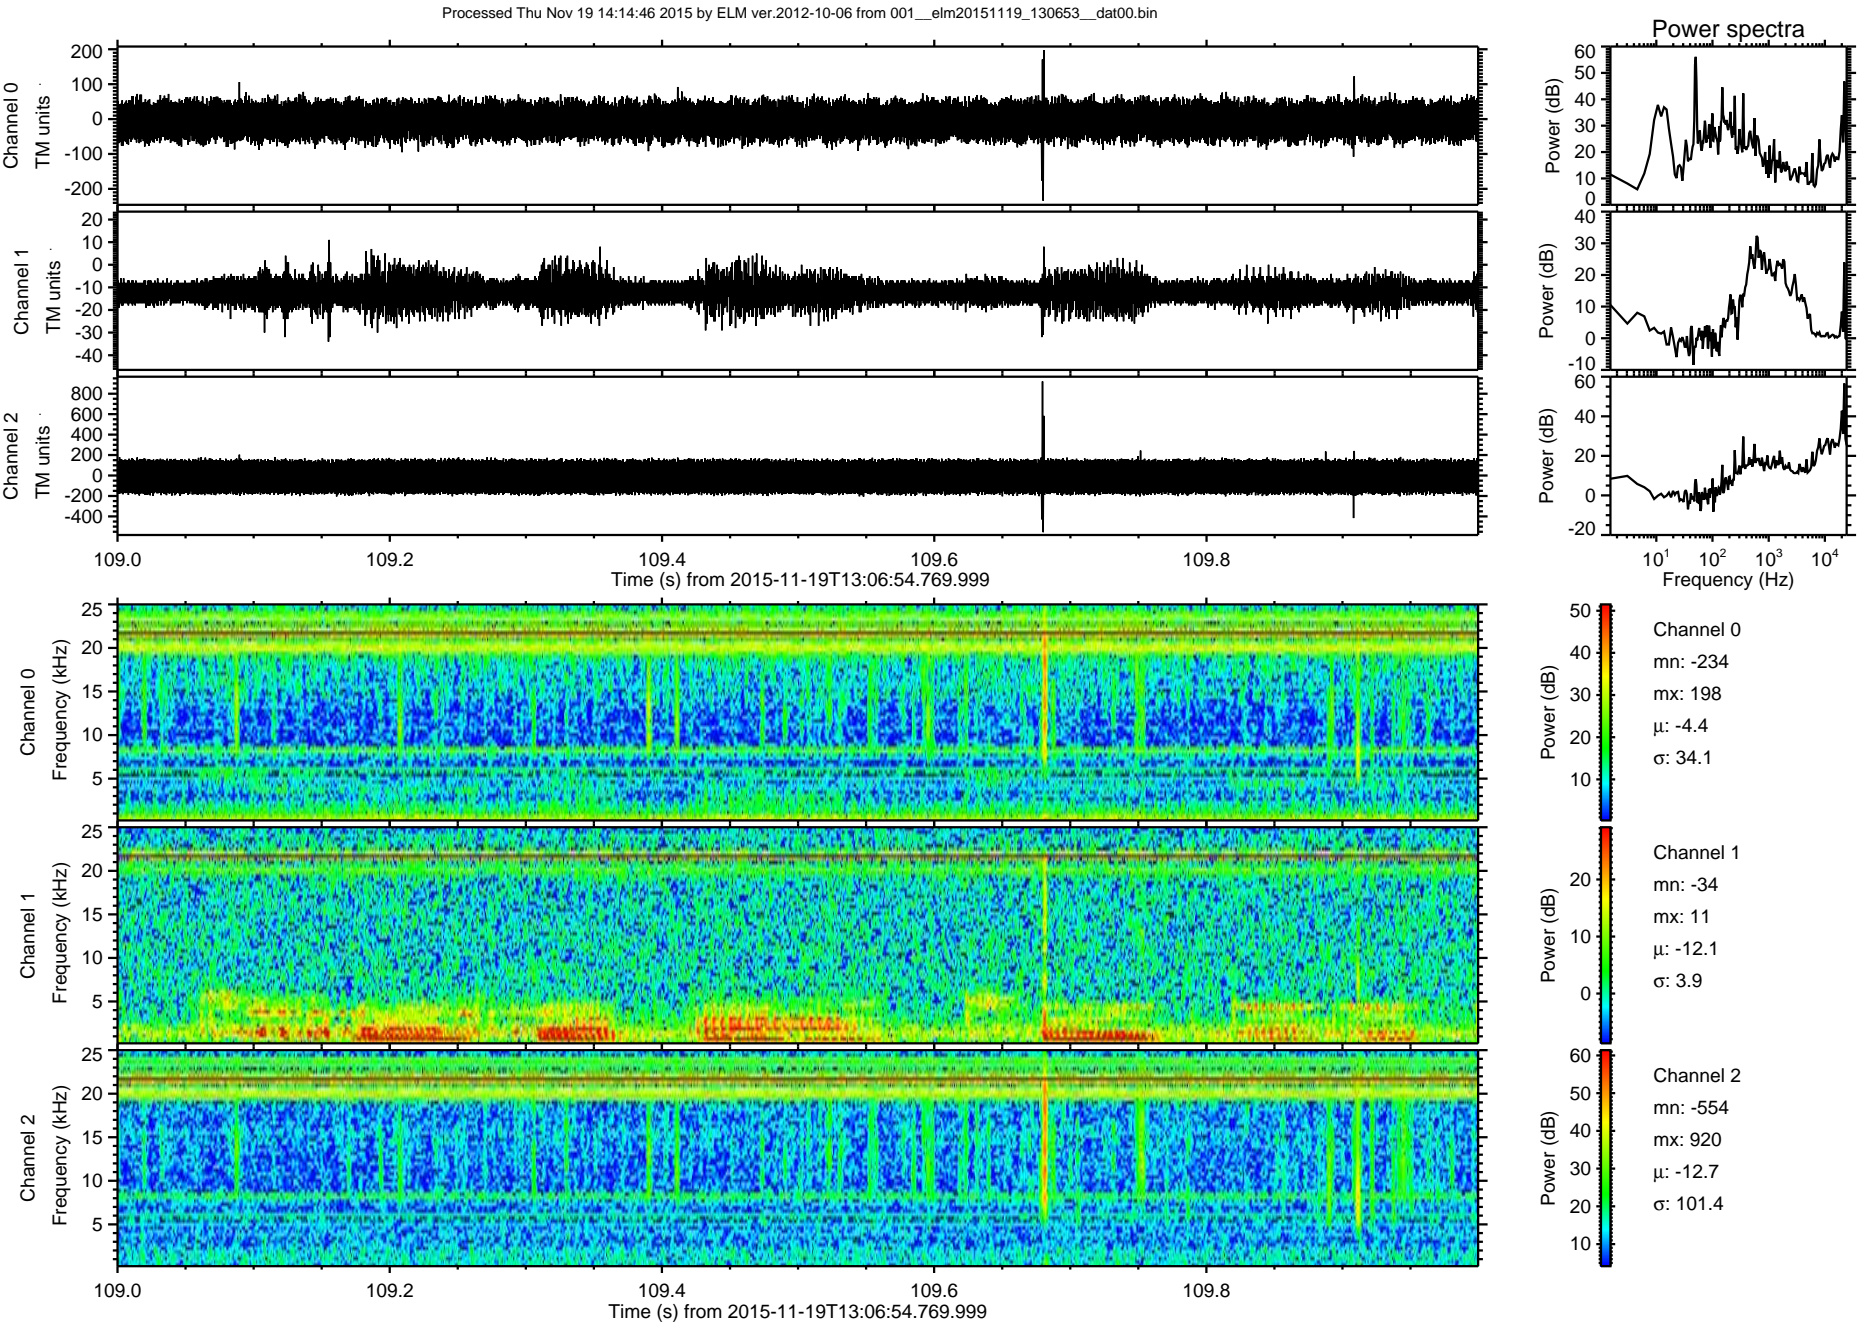 Processed Thu Nov 19 14:14:46 2015 by ELM ver.2012-10-06 from 001__elm20151119_130653__dat00.bin
Power spectra
Channel 0
TM units
200
100
0
-100
-200
Power (dB)
60
50
40
30
20
10
0
Channel 1
TM units
20
10
0
-10
-20
-30
-40
Power (dB)
40
30
20
10
0
-10
Channel 2
TM units
800
600
400
200
0
-200
-400
Power (dB)
60
40
20
0
-20
109.0 109.2 109.4 109.6 109.8
Time (s) from 2015-11-19T13:06:54.769.999
10¹ 10² 10³ 10⁴
Frequency (Hz)
Channel 0
Frequency (kHz)
25
20
15
10
5
Power (dB)
50
40
30
20
10
Channel 0
mn: -234
mx: 198
μ: -4.4
σ: 34.1
Channel 1
Frequency (kHz)
25
20
15
10
5
Power (dB)
20
10
0
Channel 1
mn: -34
mx: 11
μ: -12.1
σ: 3.9
Channel 2
Frequency (kHz)
25
20
15
10
5
Power (dB)
60
50
40
30
20
10
Channel 2
mn: -554
mx: 920
μ: -12.7
σ: 101.4
109.0 109.2 109.4 109.6 109.8
Time (s) from 2015-11-19T13:06:54.769.999